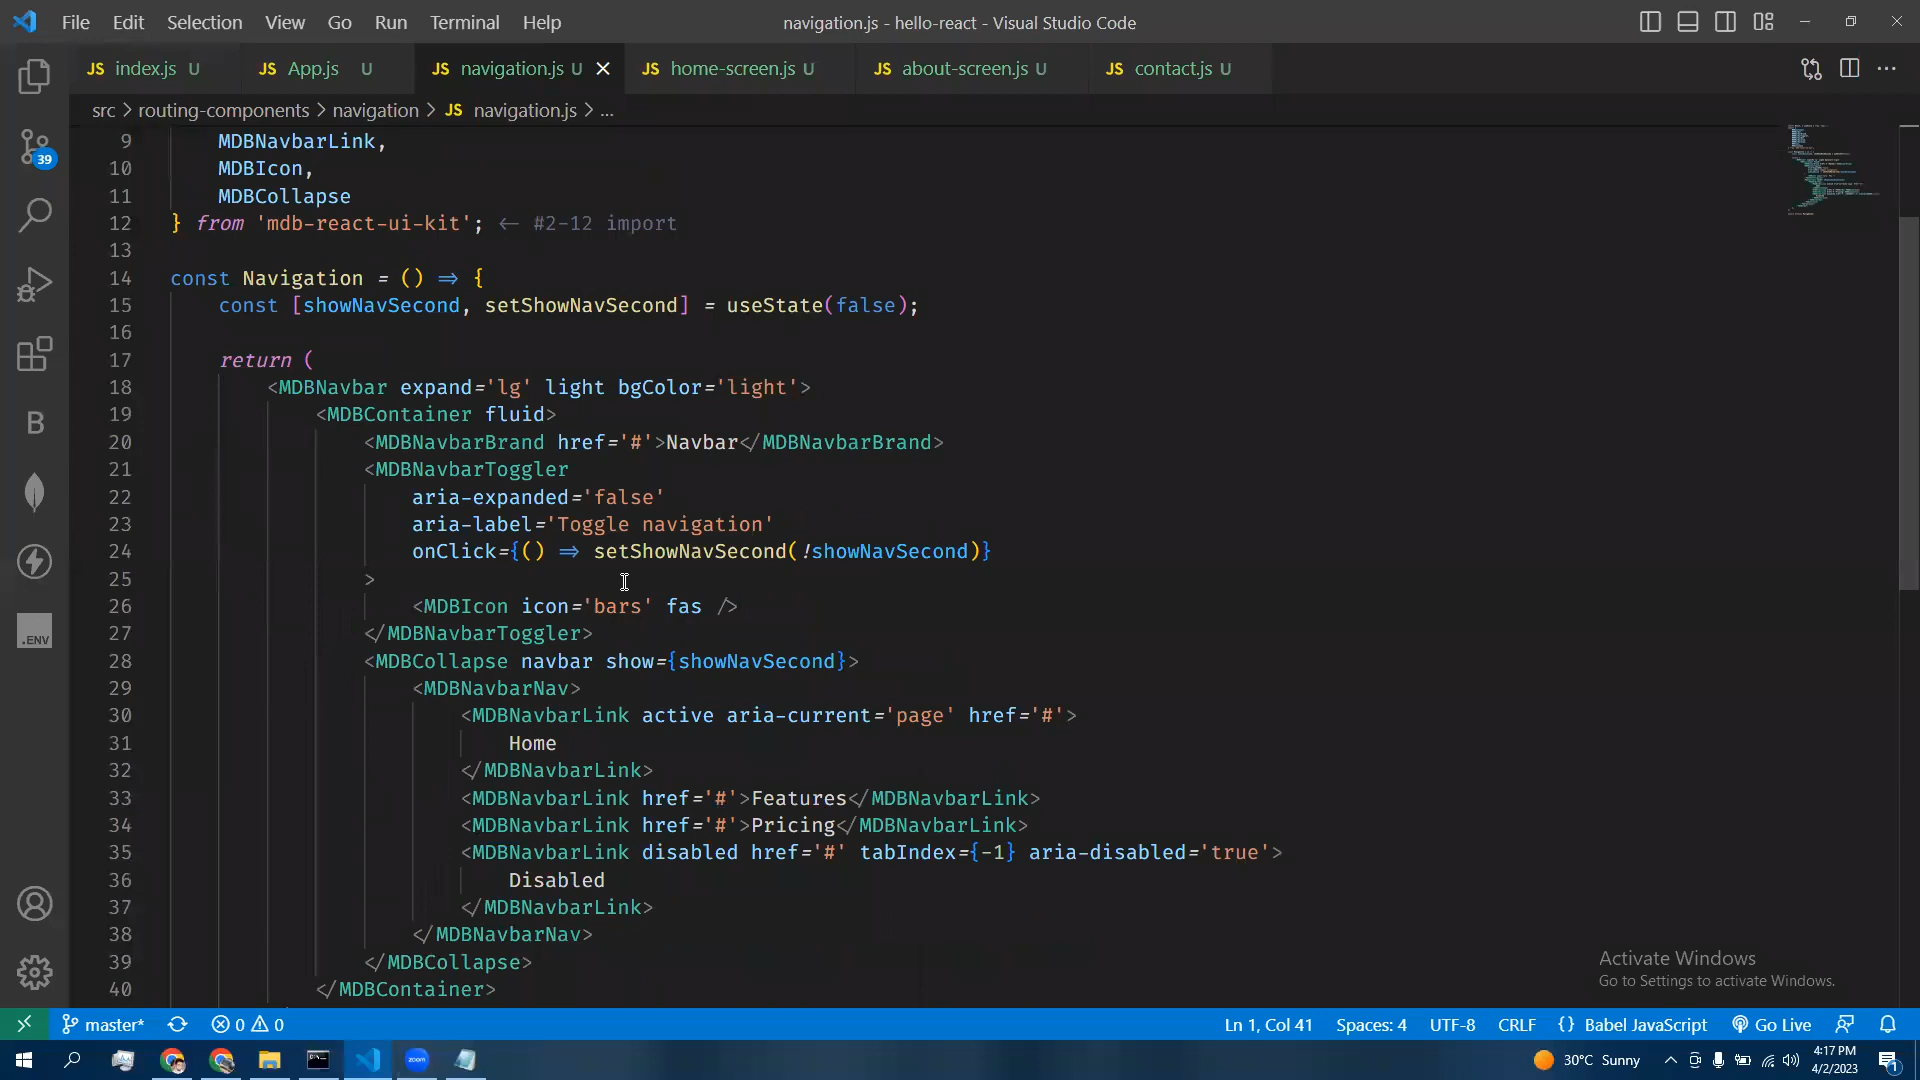 File Edit Selection View Go Run Terminal Help
navigation.js - hello-react - Visual Studio Code
JS index.js U
JS App.js U
JS navigation.js U
JS home-screen.js U
JS about-screen.js U
JS contact.js U
src > routing-components > navigation > JS navigation.js > ...
9 MDBNavbarLink,
10 MDBIcon,
11 MDBCollapse
12 } from 'mdb-react-ui-kit'; ← #2-12 import
13
14 const Navigation = () => {
15 const [showNavSecond, setShowNavSecond] = useState(false);
16
17 return (
18 <MDBNavbar expand='lg' light bgColor='light'>
19 <MDBContainer fluid>
20 <MDBNavbarBrand href='#'>Navbar</MDBNavbarBrand>
21 <MDBNavbarToggler
22 aria-expanded='false'
23 aria-label='Toggle navigation'
24 onClick={() => setShowNavSecond(!showNavSecond)}
25 >
26 <MDBIcon icon='bars' fas />
27 </MDBNavbarToggler>
28 <MDBCollapse navbar show={showNavSecond}>
29 <MDBNavbarNav>
30 <MDBNavbarLink active aria-current='page' href='#'>
31 Home
32 </MDBNavbarLink>
33 <MDBNavbarLink href='#'>Features</MDBNavbarLink>
34 <MDBNavbarLink href='#'>Pricing</MDBNavbarLink>
35 <MDBNavbarLink disabled href='#' tabIndex={-1} aria-disabled='true'>
36 Disabled
37 </MDBNavbarLink>
38 </MDBNavbarNav>
39 </MDBCollapse>
40 </MDBContainer>
39
B
.ENV
Activate Windows
Go to Settings to activate Windows.
master* 0 0
Ln 1, Col 41 Spaces: 4 UTF-8 CRLF {} Babel JavaScript Go Live
zoom
30°C Sunny
4:17 PM
4/2/2023
1